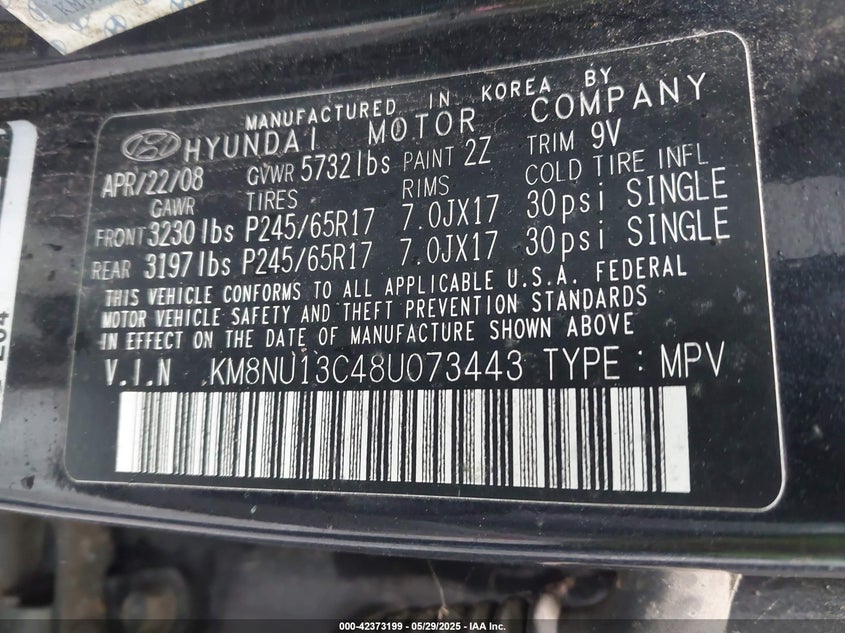 MANUFACTURED IN KOREA BY
HYUNDAI MOTOR COMPANY
APR/22/08 GVWR 5732lbs PAINT 2Z TRIM 9V
GAWR TIRES RIMS COLD TIRE INFL
FRONT 3230lbs P245/65R17 7.0JX17 30psi SINGLE
REAR 3197lbs P245/65R17 7.0JX17 30psi SINGLE
THIS VEHICLE CONFORMS TO ALL APPLICABLE U.S.A. FEDERAL
MOTOR VEHICLE SAFETY AND THEFT PREVENTION STANDARDS
IN EFFECT ON THE DATE OF MANUFACTURE SHOWN ABOVE
V.I.N KM8NU13C48U073443 TYPE : MPV
000-42373199 • 05/29/2025 • IAA Inc.